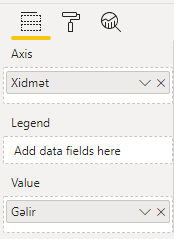 Axis
Xidmət
Legend
Add data fields here
Value
Gəlir